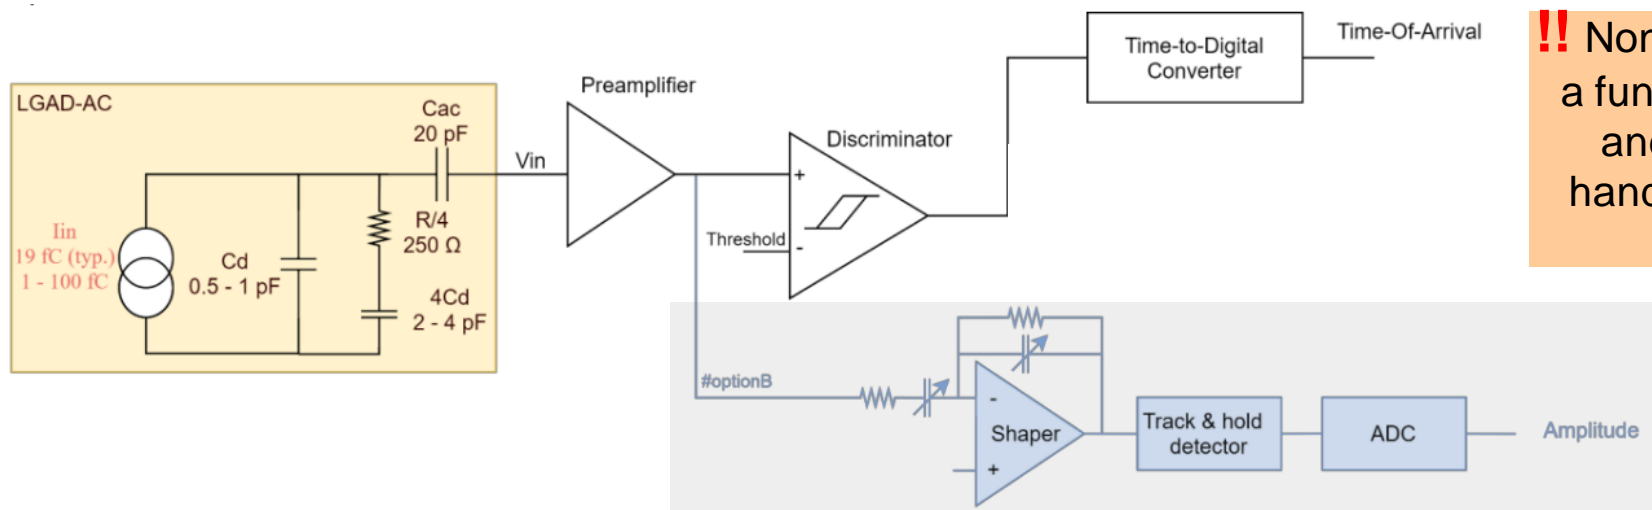 LGAD-AC
Cac
20 pF
Iin
19 fC (typ.)
1 - 100 fC
Cd
0.5 - 1 pF
R/4
250 Ω
4Cd
2 - 4 pF
Vin
Preamplifier
Discriminator
+
Threshold
-
Time-to-Digital
Converter
Time-Of-Arrival
!! Nor
a fun
and
hand
#optionB
-
Shaper
+
Track & hold
detector
ADC
Amplitude